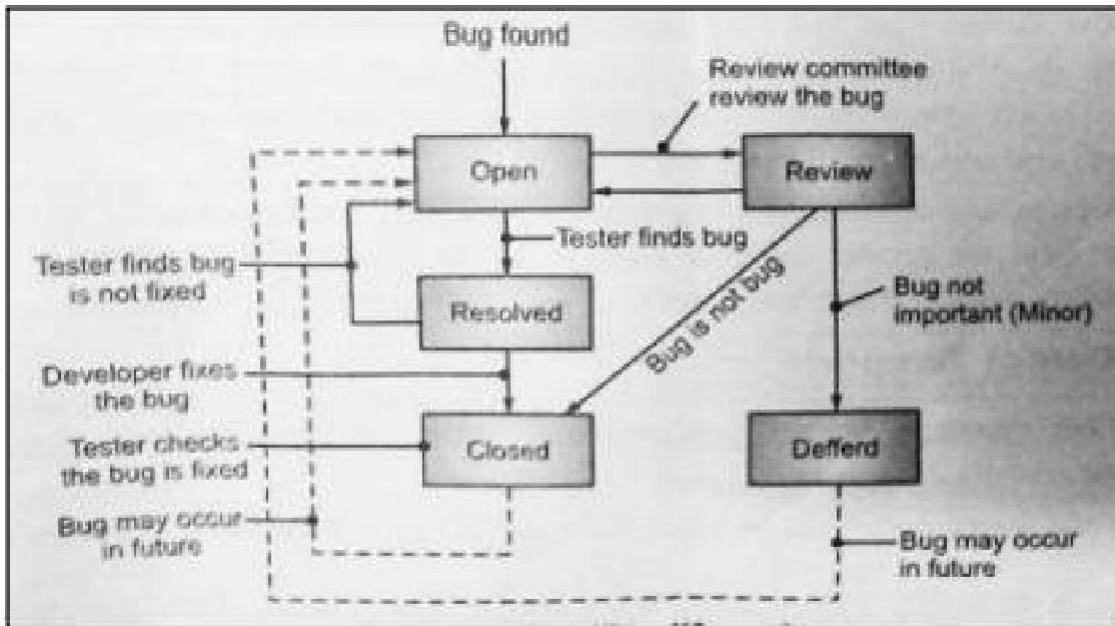 Bug found
Review committee
review the bug
Open
Review
Tester finds bug
Tester finds bug
is not fixed
Resolved
Bug is not bug
Bug not
important (Minor)
Developer fixes
the bug
Tester checks
the bug is fixed
Closed
Defferd
Bug may occur
in future
Bug may occur
in future